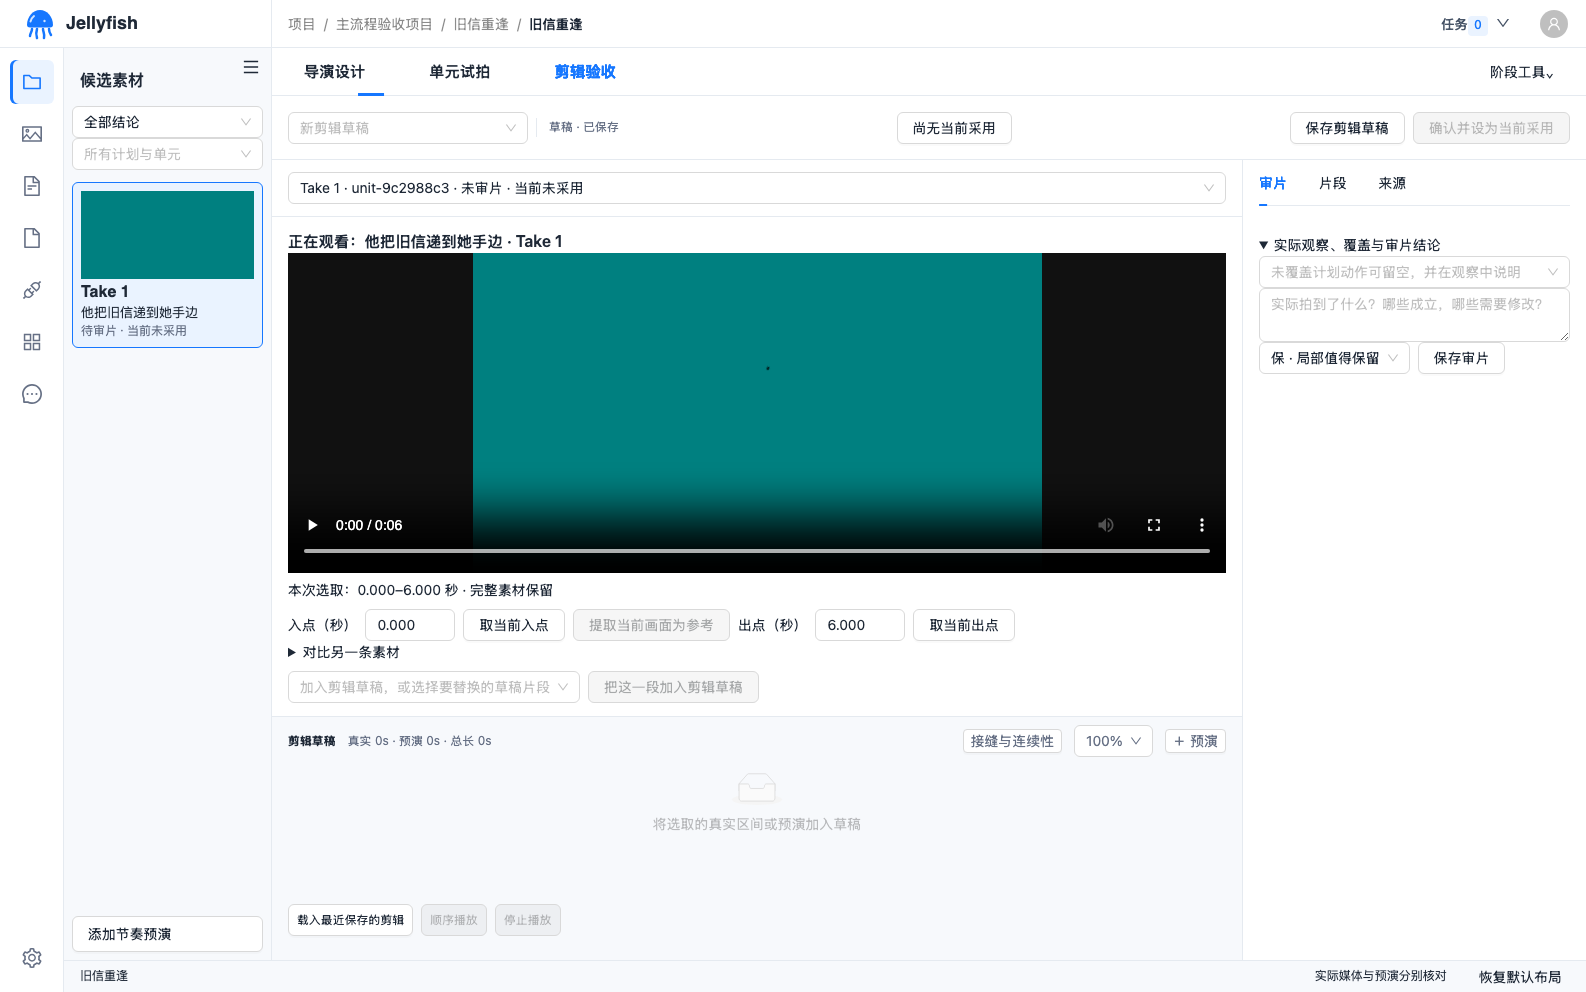 Jellyfish
项目 / 主流程验收项目 / 旧信重逢 / 旧信重逢
任务 0
候选素材
全部结论
所有计划与单元
Take 1
他把旧信递到她手边
待审片 · 当前未采用
添加节奏预演
导演设计 单元试拍 剪辑验收
阶段工具
新剪辑草稿
草稿 · 已保存
尚无当前采用
保存剪辑草稿
确认并设为当前采用
Take 1 · unit-9c2988c3 · 未审片 · 当前未采用
正在观看：他把旧信递到她手边 · Take 1
0:00 / 0:06
本次选取：0.000–6.000 秒 · 完整素材保留
入点（秒） 0.000 取当前入点 提取当前画面为参考 出点（秒） 6.000 取当前出点
对比另一条素材
加入剪辑草稿，或选择要替换的草稿片段 把这一段加入剪辑草稿
剪辑草稿 真实 0s · 预演 0s · 总长 0s
接缝与连续性 100% + 预演
将选取的真实区间或预演加入草稿
载入最近保存的剪辑 顺序播放 停止播放
审片 片段 来源
实际观察、覆盖与审片结论
未覆盖计划动作可留空，并在观察中说明
实际拍到了什么？哪些成立，哪些需要修改？
保 · 局部值得保留 保存审片
旧信重逢
实际媒体与预演分别核对 恢复默认布局